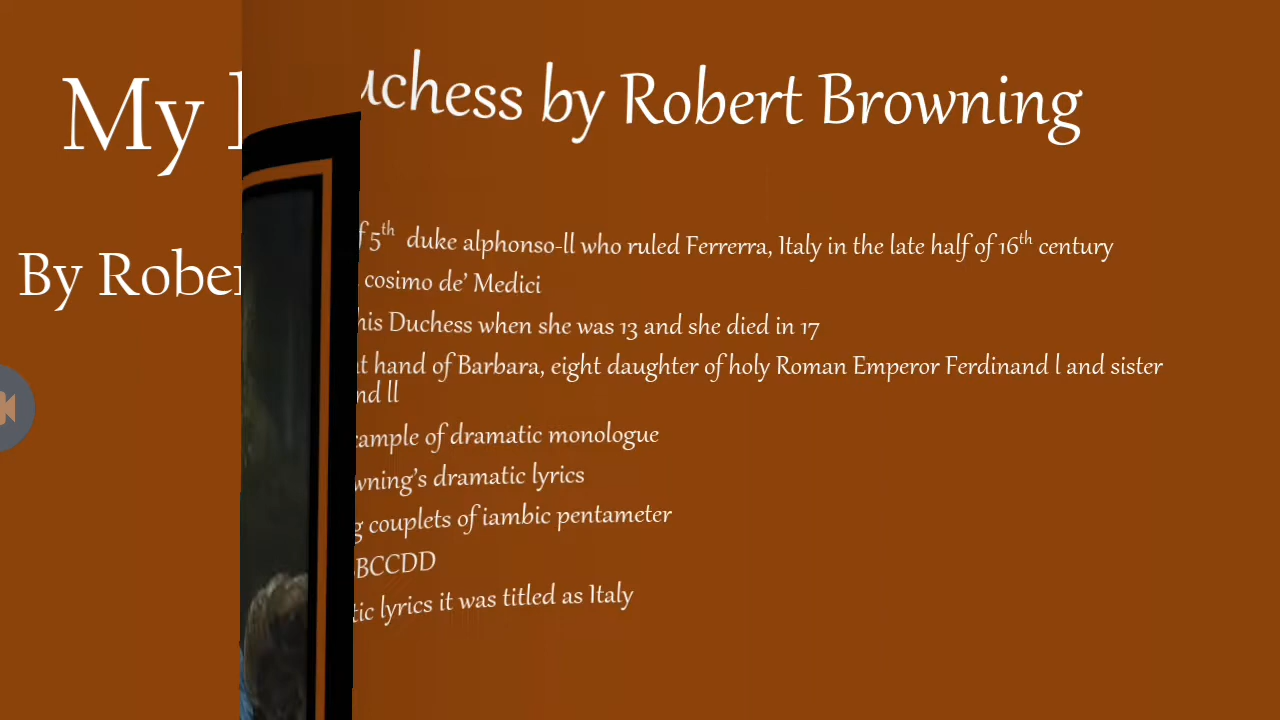 My
By Rober
uchess by Robert Browning
f 5th duke alphonso-ll who ruled Ferrerra, Italy in the late half of 16th century
cosimo de' Medici
his Duchess when she was 13 and she died in 17
t hand of Barbara, eight daughter of holy Roman Emperor Ferdinand l and sister
nd ll
ample of dramatic monologue
wning's dramatic lyrics
g couplets of iambic pentameter
BCCDD
tic lyrics it was titled as Italy